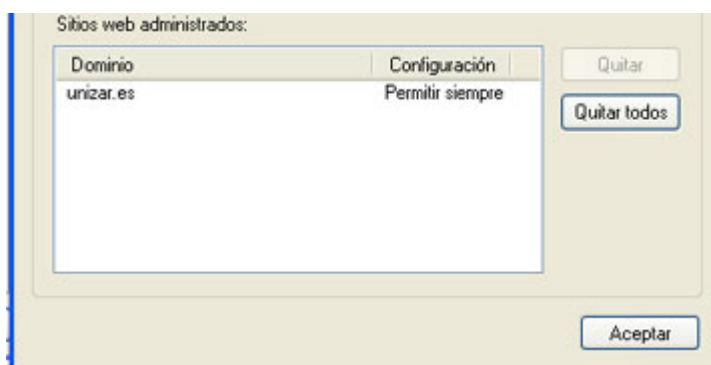 Sitios web administrados:
Dominio Configuración Quitar
unizar.es Permitir siempre
Quitar todos
Aceptar